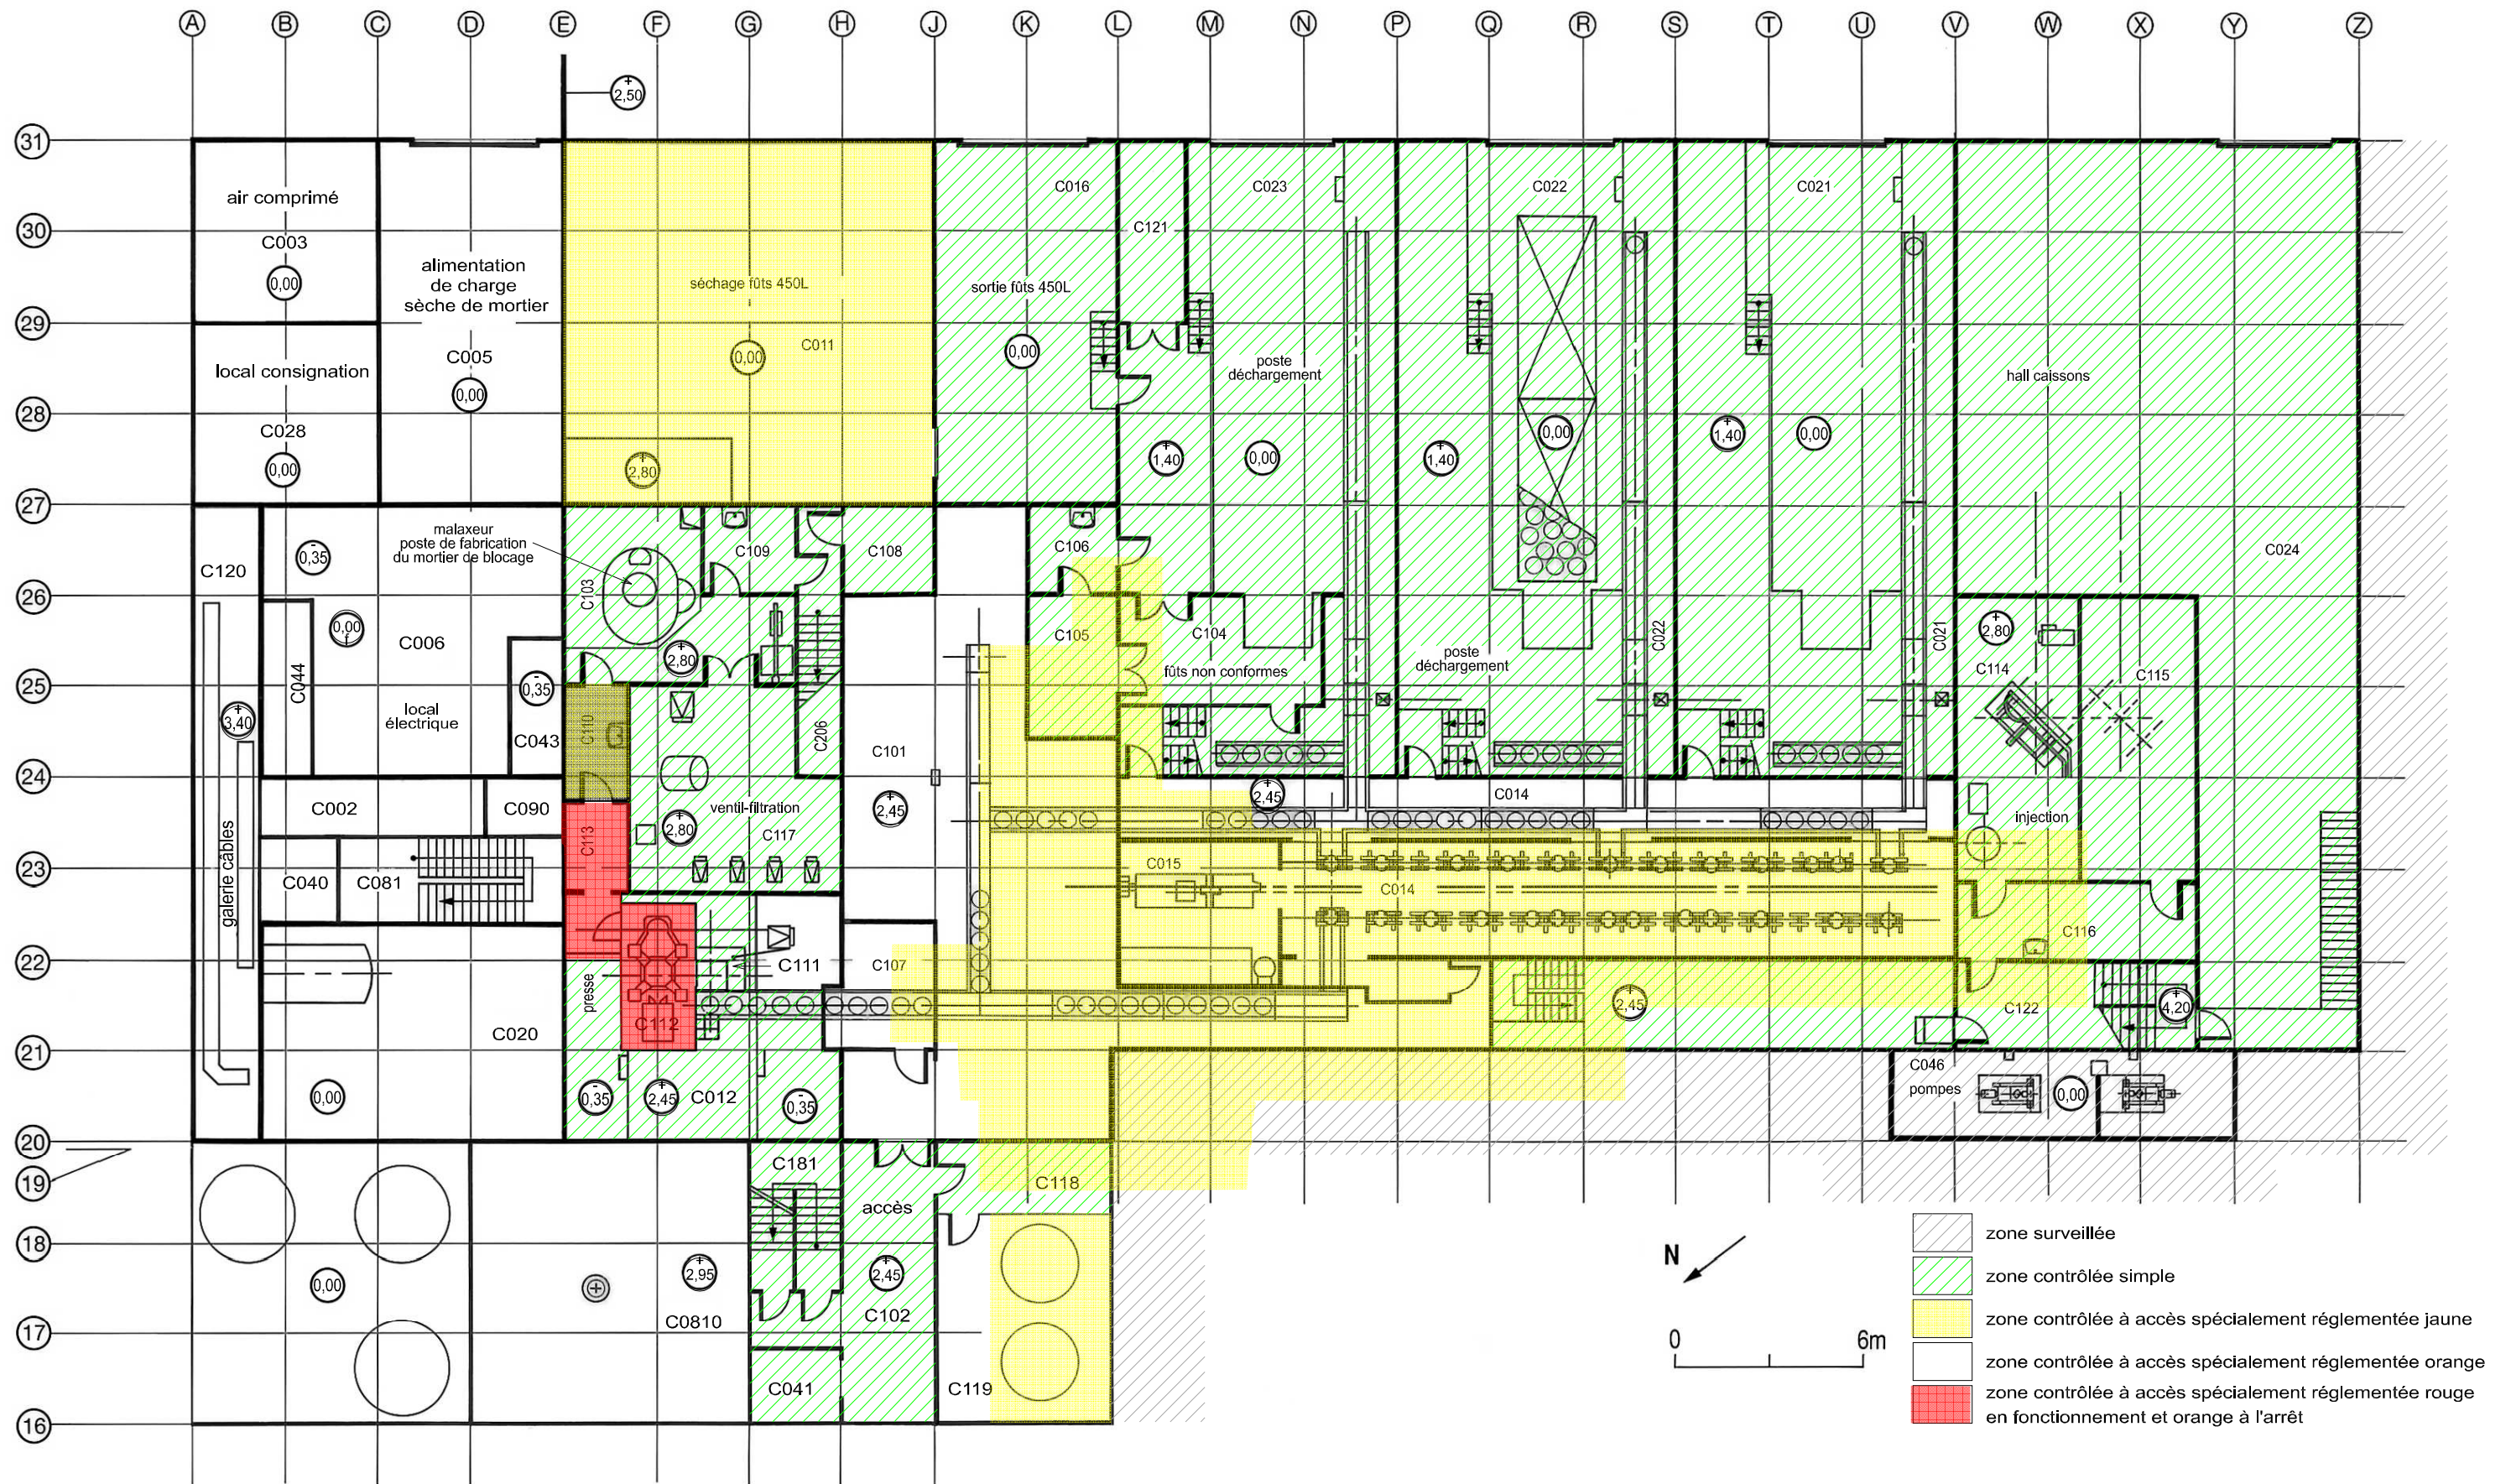 A B C D E F G H J K L M N P Q R S T U V W X Y Z
+ 2,50
31
air comprimé
C003
0,00
alimentation
de charge
sèche de mortier
C005
0,00
séchage fûts 450L
C011
0,00
+ 2,80
C016
sortie fûts 450L
0,00
C121
C023
poste
déchargement
+ 1,40
0,00
C022
+ 1,40
0,00
C021
+ 1,40
0,00
hall caissons
C024
30
29
local consignation
C028
0,00
28
27
C120
- 0,35
malaxeur
poste de fabrication
du mortier de blocage
C103
C109
C108
C106
26
0,00 f
C006
C044
- 0,35
C043
local
électrique
+ 2,80
C105
C104
fûts non conformes
poste
déchargement
C022
C021
+ 2,80
C114
C115
25
+ 3,40
C110
C206
C101
+ 2,45
24
C002
C090
ventil-filtration
+ 2,80
C117
C113
+ 2,45
C014
injection
23
galerie câbles
C040
C081
C015
C014
C116
22
C111
C107
presse
C112
C020
+ 2,45
C122
+ 4,20
21
0,00
- 0,35
+ 2,45
C012
- 0,35
C046
pompes
0,00
20
19
C181
accès
C118
18
0,00
+ 2,95
+ 2,45
C0810
C102
17
C041
C119
16
N
0 6m
zone surveillée
zone contrôlée simple
zone contrôlée à accès spécialement réglementée jaune
zone contrôlée à accès spécialement réglementée orange
zone contrôlée à accès spécialement réglementée rouge
en fonctionnement et orange à l'arrêt